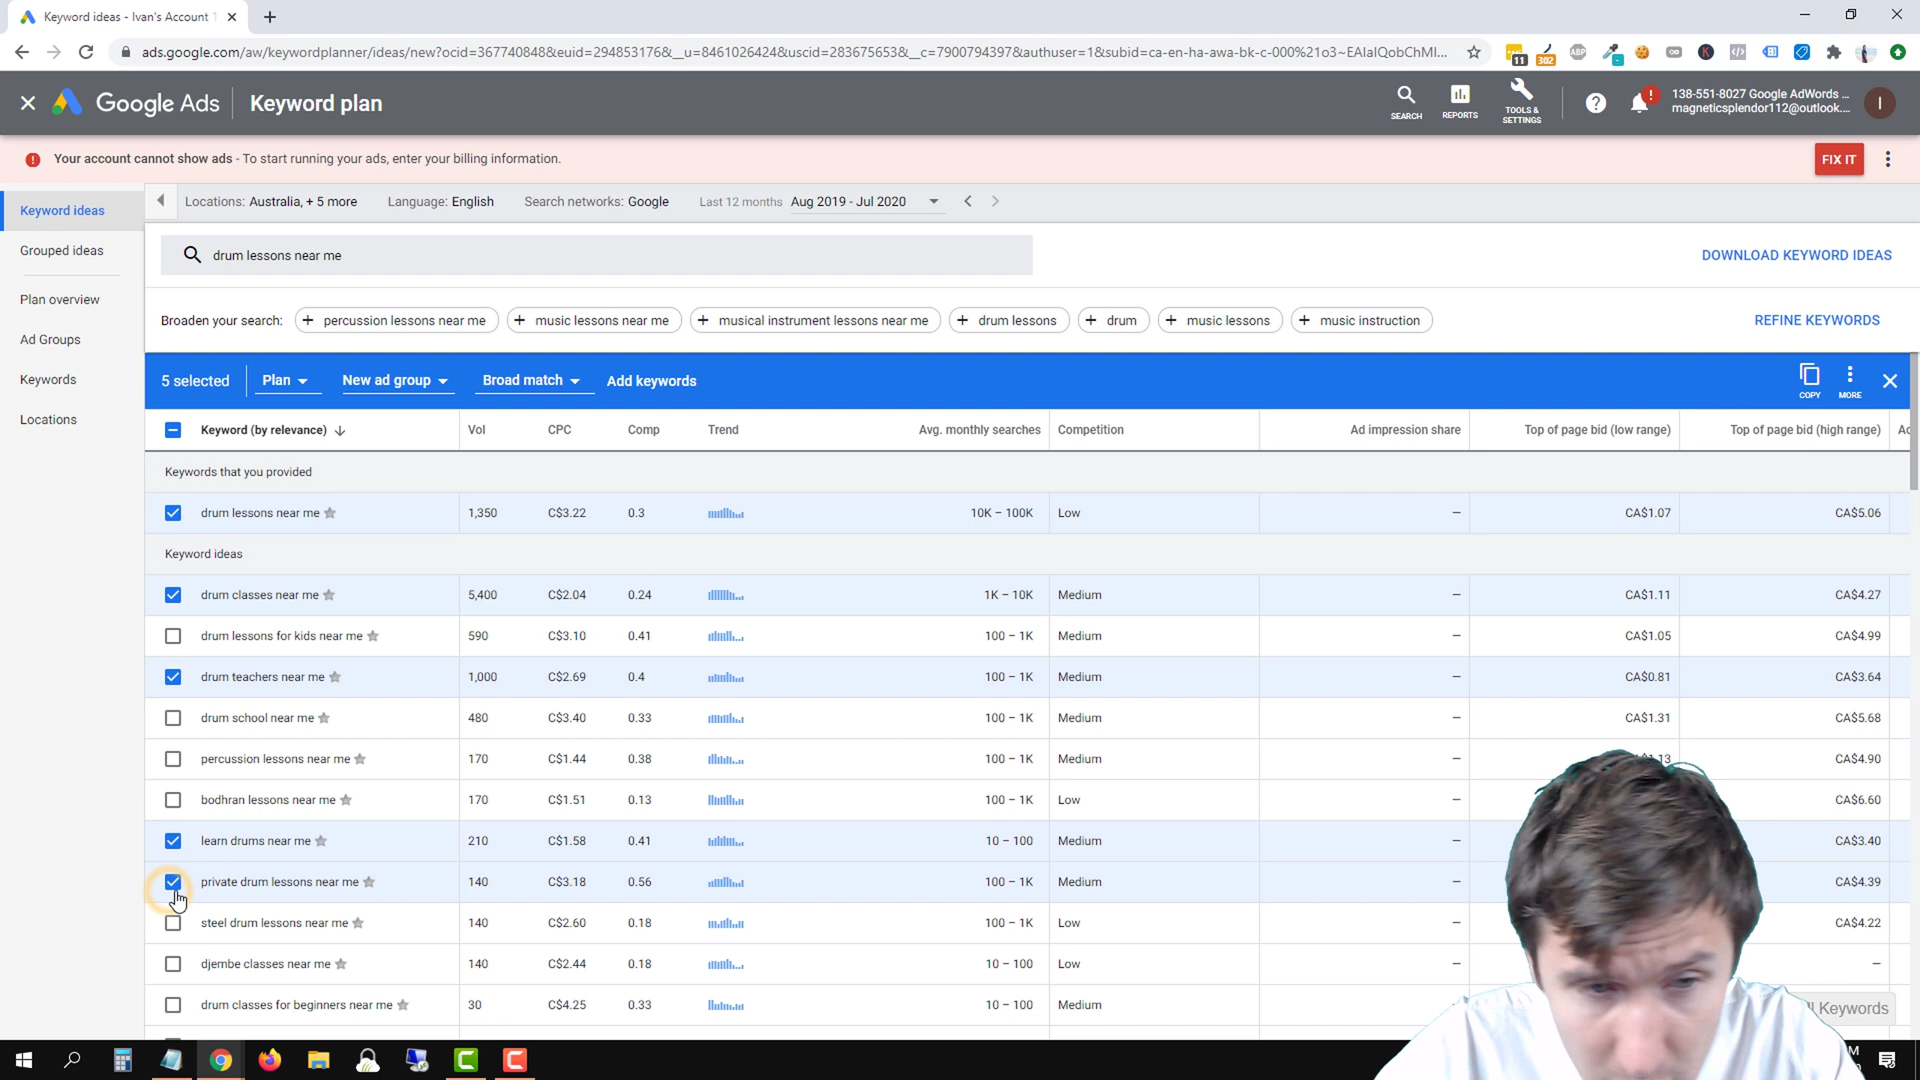 Keyword ideas - Ivan's Account
ads.google.com/aw/keywordplanner/ideas/new?ocid=367740848&euid=294853176&__u=8461026424&uscid=283675653&__c=7900794397&authuser=1&subid=ca-en-ha-awa-bk-c-000%21o3~EAIaIQobChMI...
11
302
ABP
Google Ads
Keyword plan
SEARCH
REPORTS
TOOLS & SETTINGS
138-551-8027 Google AdWords ...
magneticsplendor112@outlook....
I
Your account cannot show ads - To start running your ads, enter your billing information.
FIX IT
Keyword ideas
Grouped ideas
Plan overview
Ad Groups
Keywords
Locations
Locations: Australia, + 5 more
Language: English
Search networks: Google
Last 12 months
Aug 2019 - Jul 2020
drum lessons near me
DOWNLOAD KEYWORD IDEAS
Broaden your search:
+ percussion lessons near me
+ music lessons near me
+ musical instrument lessons near me
+ drum lessons
+ drum
+ music lessons
+ music instruction
REFINE KEYWORDS
5 selected
Plan
New ad group
Broad match
Add keywords
COPY
MORE
Keyword (by relevance) Vol CPC Comp Trend Avg. monthly searches Competition Ad impression share Top of page bid (low range) Top of page bid (high range)
Keywords that you provided
drum lessons near me 1,350 C$3.22 0.3 10K – 100K Low – CA$1.07 CA$5.06
Keyword ideas
drum classes near me 5,400 C$2.04 0.24 1K – 10K Medium – CA$1.11 CA$4.27
drum lessons for kids near me 590 C$3.10 0.41 100 – 1K Medium – CA$1.05 CA$4.99
drum teachers near me 1,000 C$2.69 0.4 100 – 1K Medium – CA$0.81 CA$3.64
drum school near me 480 C$3.40 0.33 100 – 1K Medium – CA$1.31 CA$5.68
percussion lessons near me 170 C$1.44 0.38 100 – 1K Medium – CA$4.90
bodhran lessons near me 170 C$1.51 0.13 100 – 1K Low – CA$6.60
learn drums near me 210 C$1.58 0.41 10 – 100 Medium – CA$3.40
private drum lessons near me 140 C$3.18 0.56 100 – 1K Medium – CA$4.39
steel drum lessons near me 140 C$2.60 0.18 100 – 1K Low – CA$4.22
djembe classes near me 140 C$2.44 0.18 10 – 100 Low – –
drum classes for beginners near me 30 C$4.25 0.33 10 – 100 Medium –
Keywords